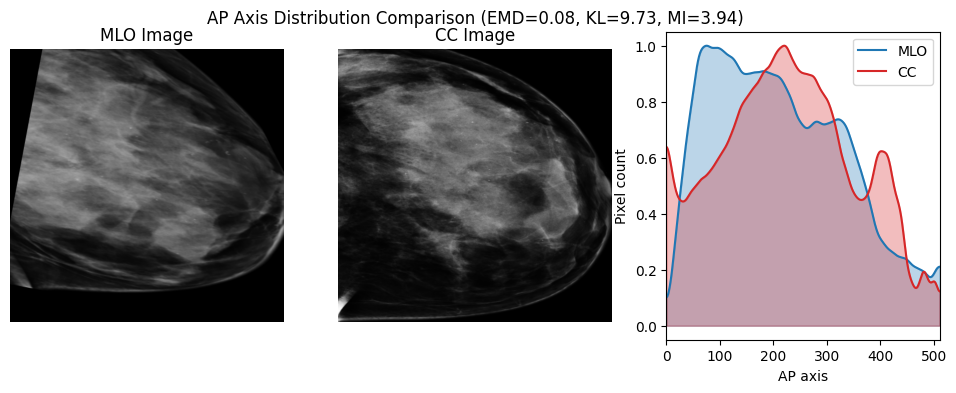 AP Axis Distribution Comparison (EMD=0.08, KL=9.73, MI=3.94)
MLO Image
CC Image
MLO
CC
1.0
0.8
0.6
0.4
0.2
0.0
Pixel count
0 100 200 300 400 500
AP axis